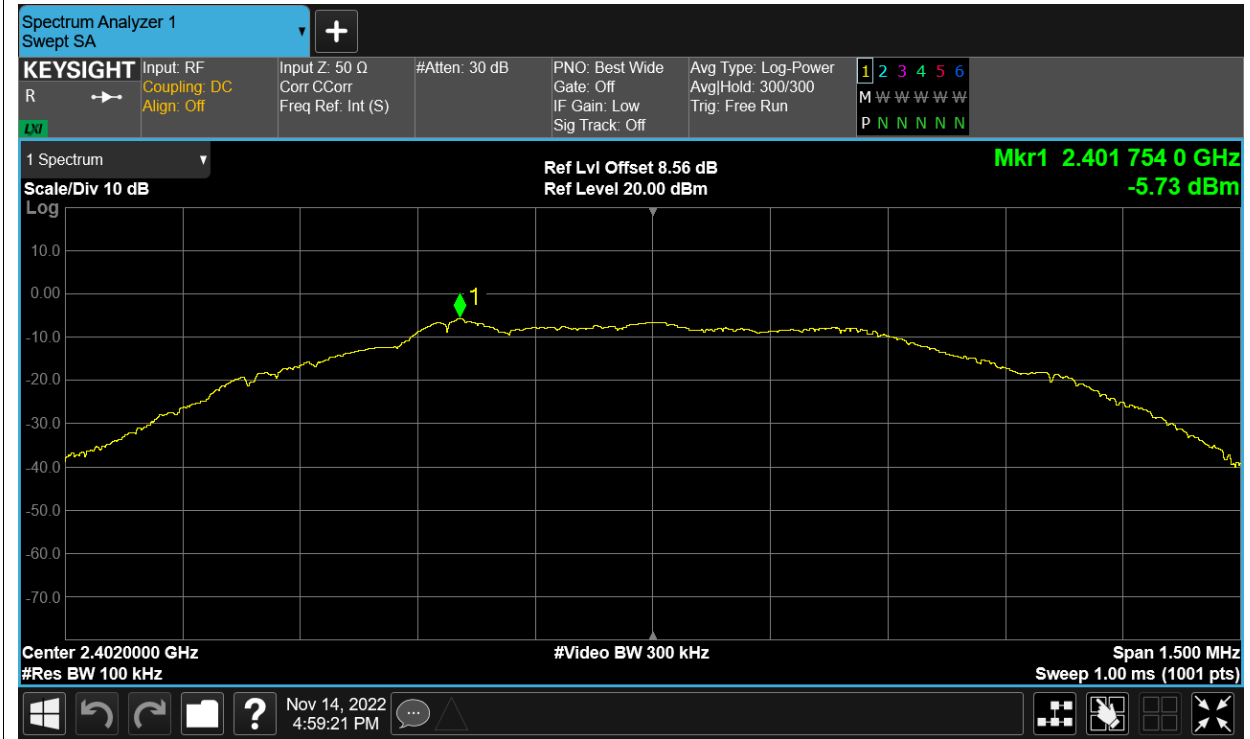 Spectrum Analyzer 1
Swept SA
KEYSIGHT
R
LXI
Input: RF
Coupling: DC
Align: Off
Input Z: 50 Ω
Corr CCorr
Freq Ref: Int (S)
#Atten: 30 dB
PNO: Best Wide
Gate: Off
IF Gain: Low
Sig Track: Off
Avg Type: Log-Power
Avg|Hold: 300/300
Trig: Free Run
1 2 3 4 5 6
M W W W W W
P N N N N N
1 Spectrum
Scale/Div 10 dB
Log
Ref Lvl Offset 8.56 dB
Ref Level 20.00 dBm
Mkr1 2.401 754 0 GHz
-5.73 dBm
10.0
0.00
1
-10.0
-20.0
-30.0
-40.0
-50.0
-60.0
-70.0
Center 2.4020000 GHz
#Video BW 300 kHz
Span 1.500 MHz
#Res BW 100 kHz
Sweep 1.00 ms (1001 pts)
?
Nov 14, 2022
4:59:21 PM